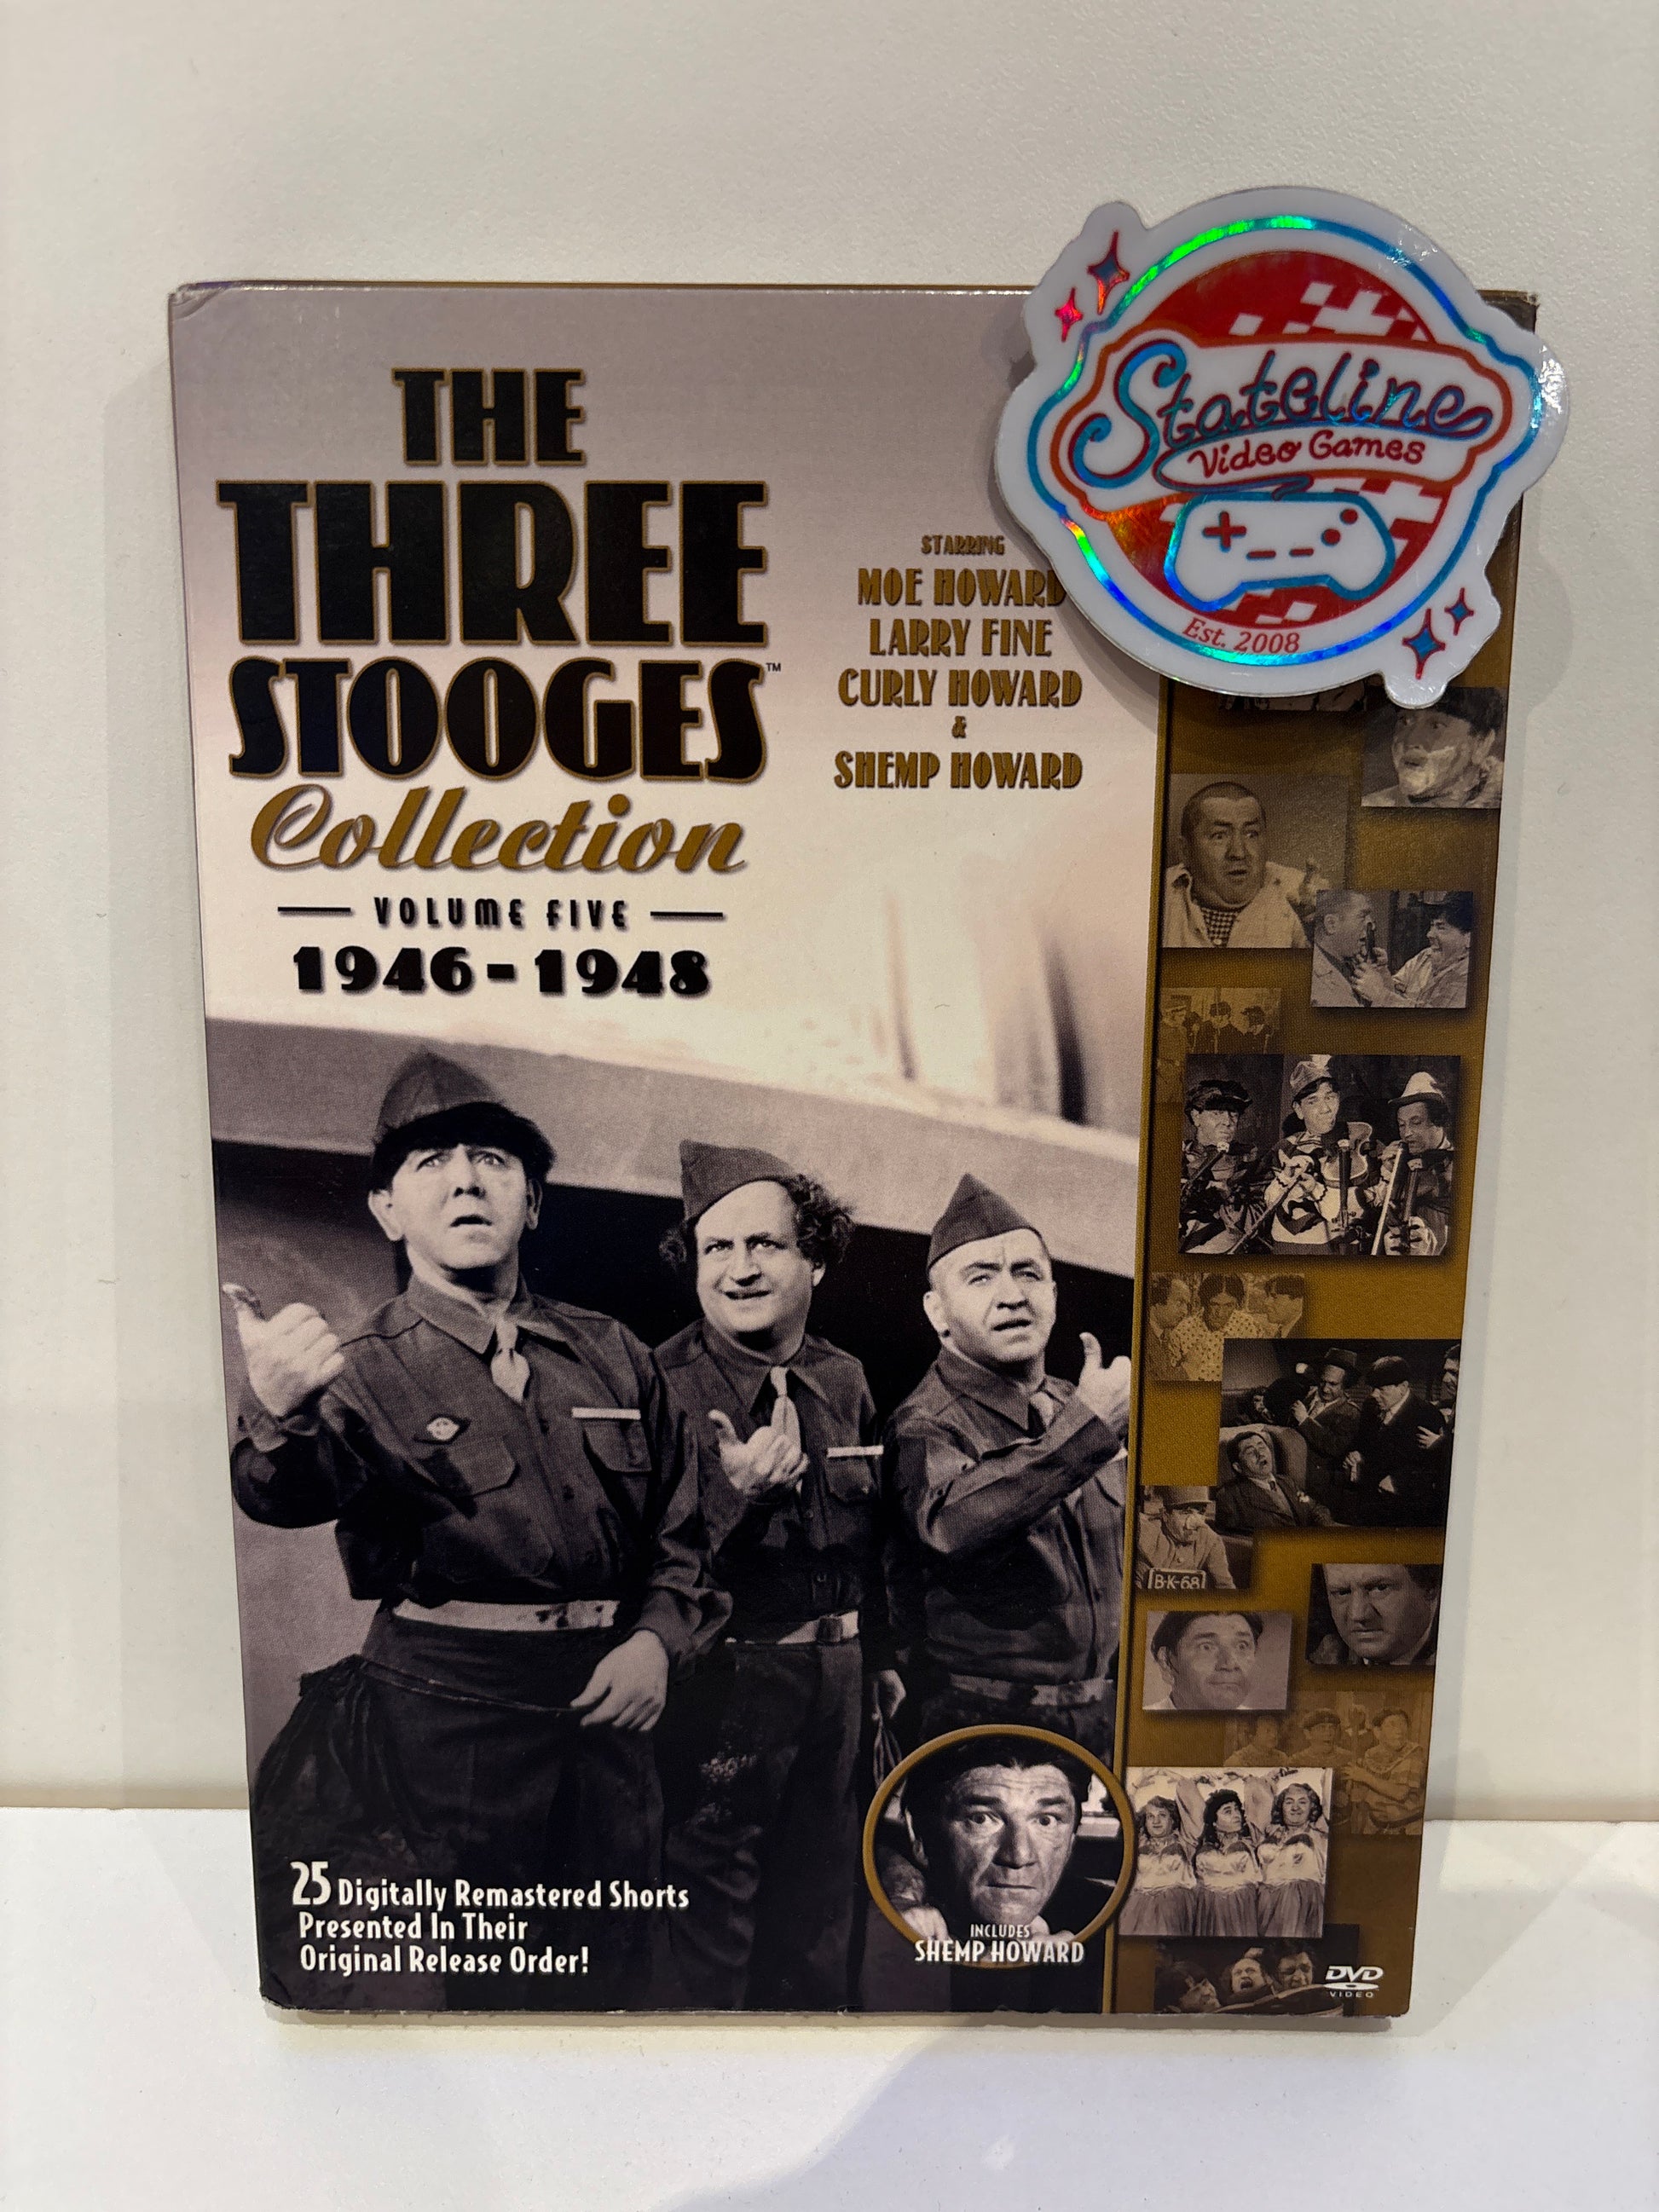 THE
THREE
STOOGES™
Collection
VOLUME FIVE
1946-1948
STARRING
MOE HOWARD
LARRY FINE
CURLY HOWARD
&
SHEMP HOWARD
Stateline
Video Games
Est. 2008
B·K-68
25 Digitally Remastered Shorts
Presented In Their
Original Release Order!
INCLUDES
SHEMP HOWARD
DVD
VIDEO